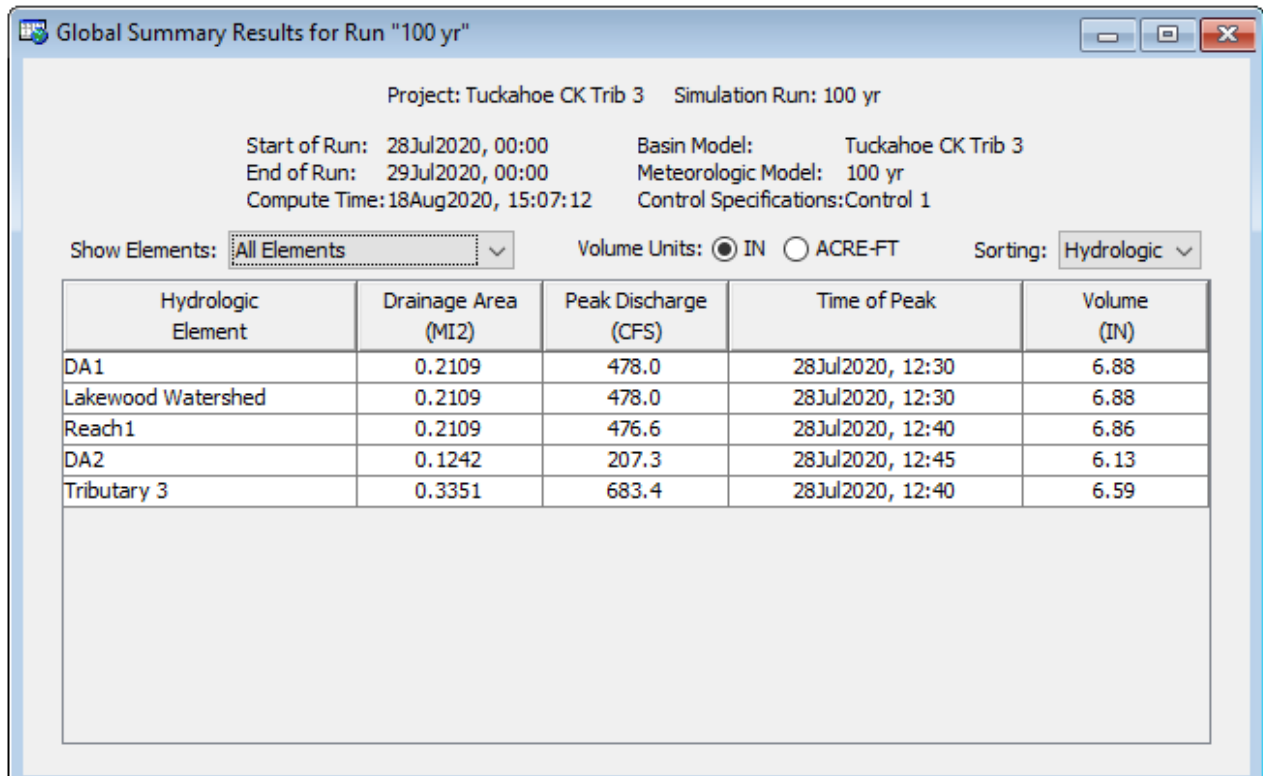 Global Summary Results for Run "100 yr"
Project: Tuckahoe CK Trib 3 Simulation Run: 100 yr
Start of Run: 28Jul2020, 00:00 Basin Model: Tuckahoe CK Trib 3
End of Run: 29Jul2020, 00:00 Meteorologic Model: 100 yr
Compute Time:18Aug2020, 15:07:12 Control Specifications:Control 1
Show Elements: All Elements Volume Units: IN ACRE-FT Sorting: Hydrologic
Hydrologic Drainage Area Peak Discharge Time of Peak Volume
Element (MI2) (CFS) (IN)
DA1 0.2109 478.0 28Jul2020, 12:30 6.88
Lakewood Watershed 0.2109 478.0 28Jul2020, 12:30 6.88
Reach1 0.2109 476.6 28Jul2020, 12:40 6.86
DA2 0.1242 207.3 28Jul2020, 12:45 6.13
Tributary 3 0.3351 683.4 28Jul2020, 12:40 6.59